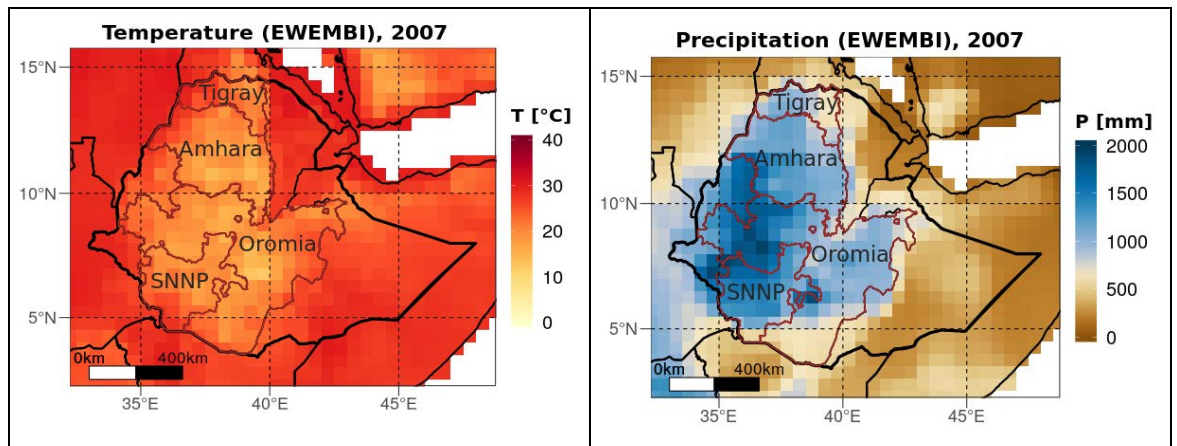 Temperature (EWEMBI), 2007
15°N
10°N
5°N
Tigray
Amhara
Oromia
SNNP
0km 400km
35°E 40°E 45°E
T [°C]
40
30
20
10
0
Precipitation (EWEMBI), 2007
15°N
10°N
5°N
Tigray
Amhara
Oromia
SNNP
0km 400km
35°E 40°E 45°E
P [mm]
2000
1500
1000
500
0